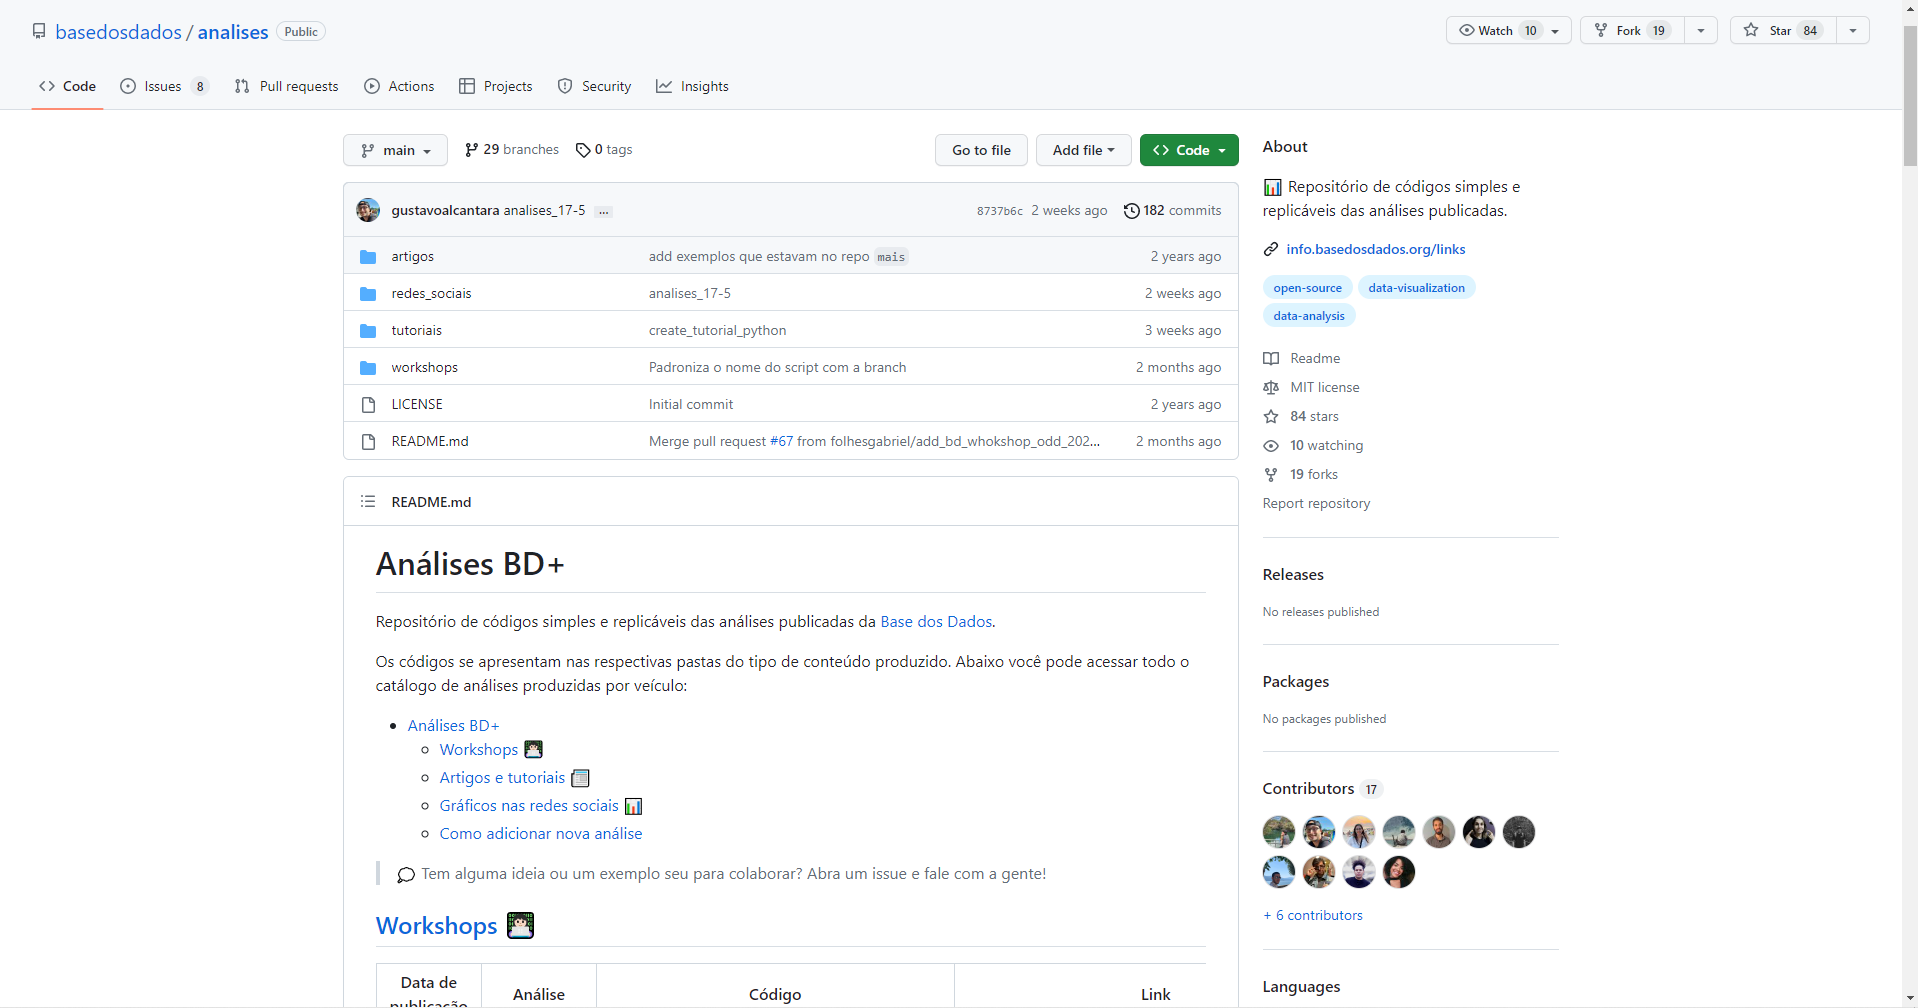 basedosdados / analises Public
Watch 10
Fork 19
Star 84
Code
Issues 8
Pull requests
Actions
Projects
Security
Insights
main
29 branches
0 tags
Go to file
Add file
Code
gustavoalcantara analises_17-5 ...
8737b6c 2 weeks ago 182 commits
artigos add exemplos que estavam no repo mais 2 years ago
redes_sociais analises_17-5 2 weeks ago
tutoriais create_tutorial_python 3 weeks ago
workshops Padroniza o nome do script com a branch 2 months ago
LICENSE Initial commit 2 years ago
README.md Merge pull request #67 from folhesgabriel/add_bd_whokshop_odd_202... 2 months ago
README.md
Análises BD+
Repositório de códigos simples e replicáveis das análises publicadas da Base dos Dados.
Os códigos se apresentam nas respectivas pastas do tipo de conteúdo produzido. Abaixo você pode acessar todo o
catálogo de análises produzidas por veículo:
Análises BD+
Workshops
Artigos e tutoriais
Gráficos nas redes sociais
Como adicionar nova análise
Tem alguma ideia ou um exemplo seu para colaborar? Abra um issue e fale com a gente!
Workshops
Data de
publicação
Análise
Código
Link
About
Repositório de códigos simples e
replicáveis das análises publicadas.
info.basedosdados.org/links
open-source data-visualization
data-analysis
Readme
MIT license
84 stars
10 watching
19 forks
Report repository
Releases
No releases published
Packages
No packages published
Contributors 17
+ 6 contributors
Languages